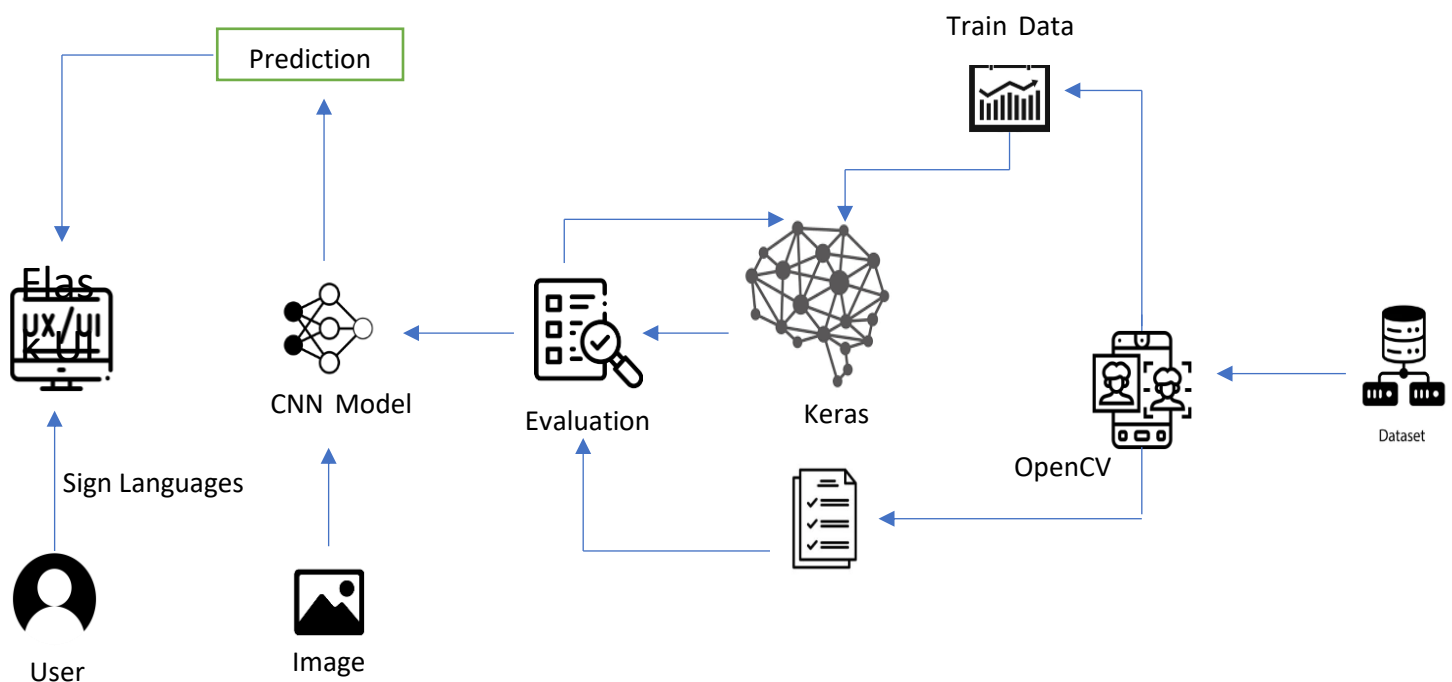 Train Data
Prediction
Flas
ux/ui
k UI
CNN Model
Evaluation
Keras
Dataset
OpenCV
Sign Languages
Image
User